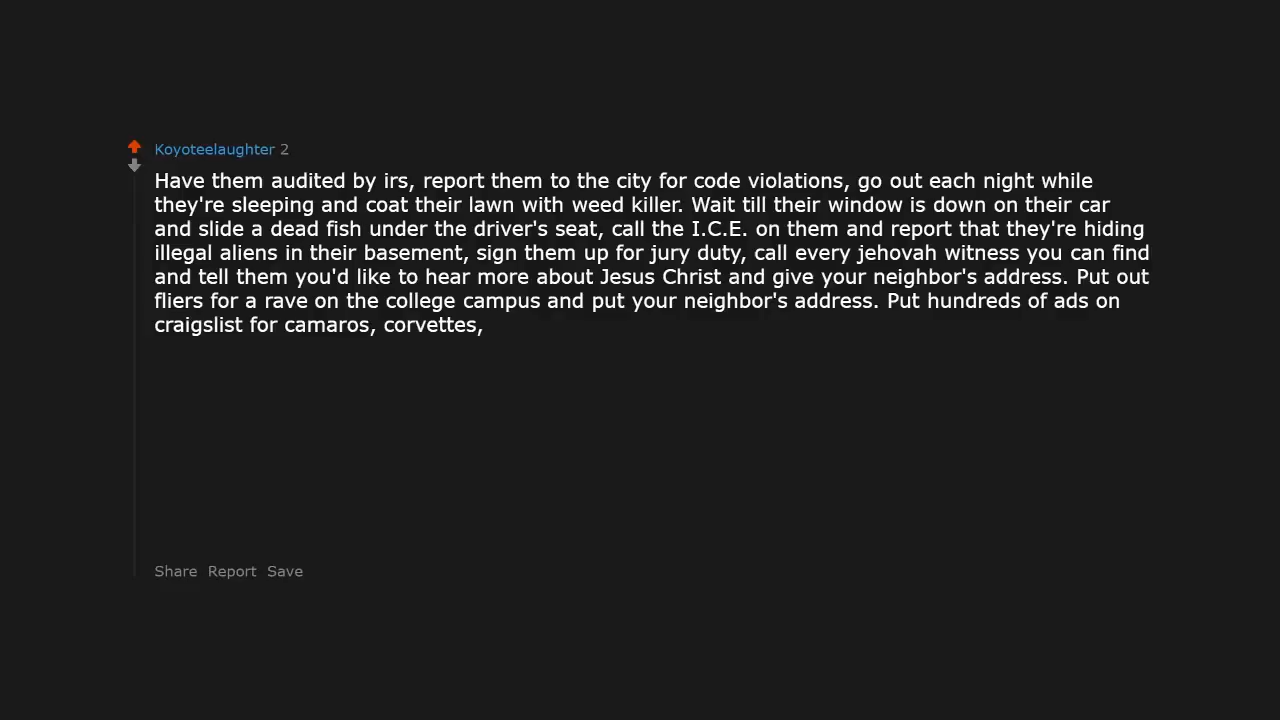 Koyoteelaughter 2
Have them audited by irs, report them to the city for code violations, go out each night while
they're sleeping and coat their lawn with weed killer. Wait till their window is down on their car
and slide a dead fish under the driver's seat, call the I.C.E. on them and report that they're hiding
illegal aliens in their basement, sign them up for jury duty, call every jehovah witness you can find
and tell them you'd like to hear more about Jesus Christ and give your neighbor's address. Put out
fliers for a rave on the college campus and put your neighbor's address. Put hundreds of ads on
craigslist for camaros, corvettes,
Share Report Save